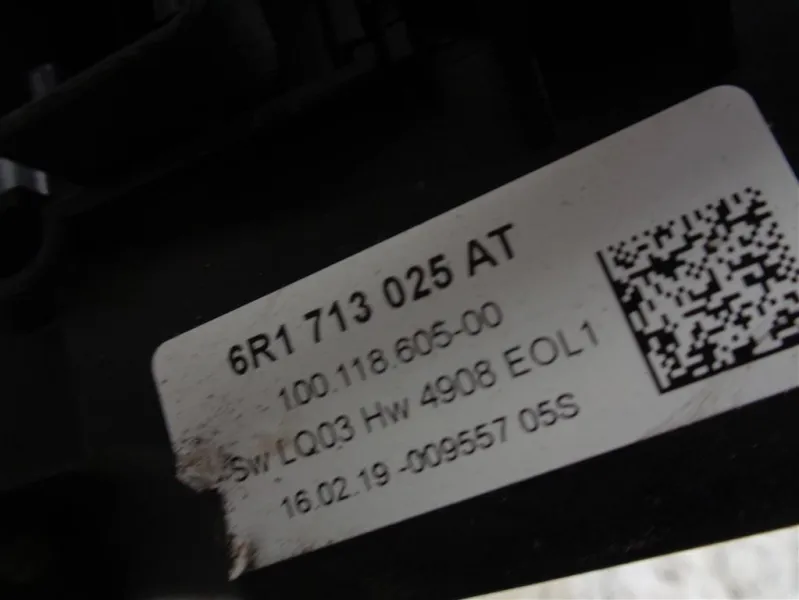 6R1 713 025 AT
100.118.605-00
Sw LQ03 Hw 4908 EOL1
16.02.19 -009557 05S